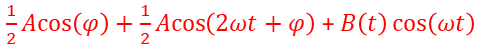 ½Acos(φ) + ½Acos(2ωt + φ) + B(t) cos(ωt)